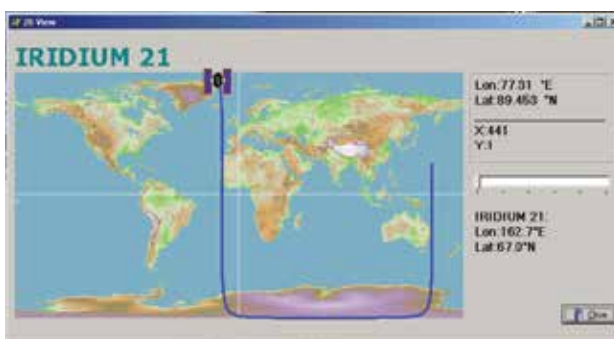 2D View
IRIDIUM 21
Lon:77.31 °E
Lat:89.453 °N
X:441
Y:1
IRIDIUM 21:
Lon:162.7°E
Lat:67.0°N
Close